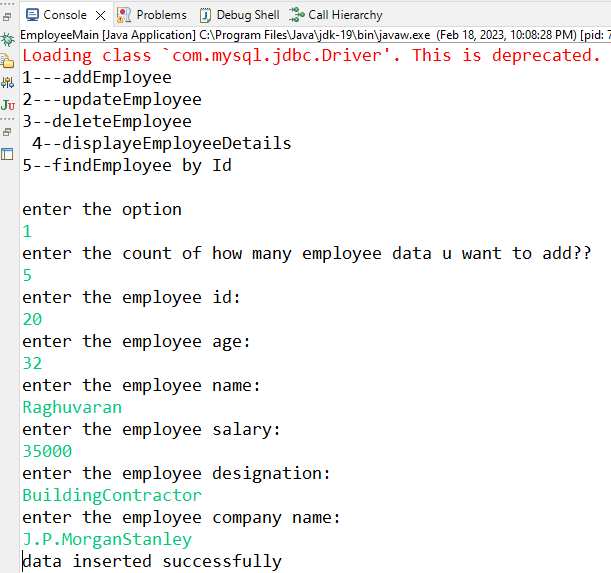 Console Problems Debug Shell Call Hierarchy
EmployeeMain [Java Application] C:\Program Files\Java\jdk-19\bin\javaw.exe (Feb 18, 2023, 10:08:28 PM) [pid: 7
Loading class `com.mysql.jdbc.Driver'. This is deprecated.
1---addEmployee
2---updateEmployee
3--deleteEmployee
4--displayeEmployeeDetails
5--findEmployee by Id
enter the option
1
enter the count of how many employee data u want to add??
5
enter the employee id:
20
enter the employee age:
32
enter the employee name:
Raghuvaran
enter the employee salary:
35000
enter the employee designation:
BuildingContractor
enter the employee company name:
J.P.MorganStanley
data inserted successfully
Ju